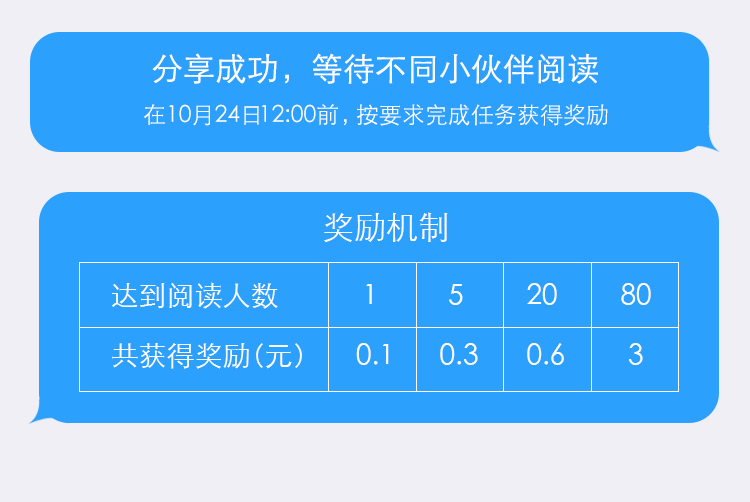 分享成功，等待不同小伙伴阅读
在10月24日12:00前，按要求完成任务获得奖励
奖励机制
达到阅读人数 1 5 20 80
共获得奖励(元) 0.1 0.3 0.6 3